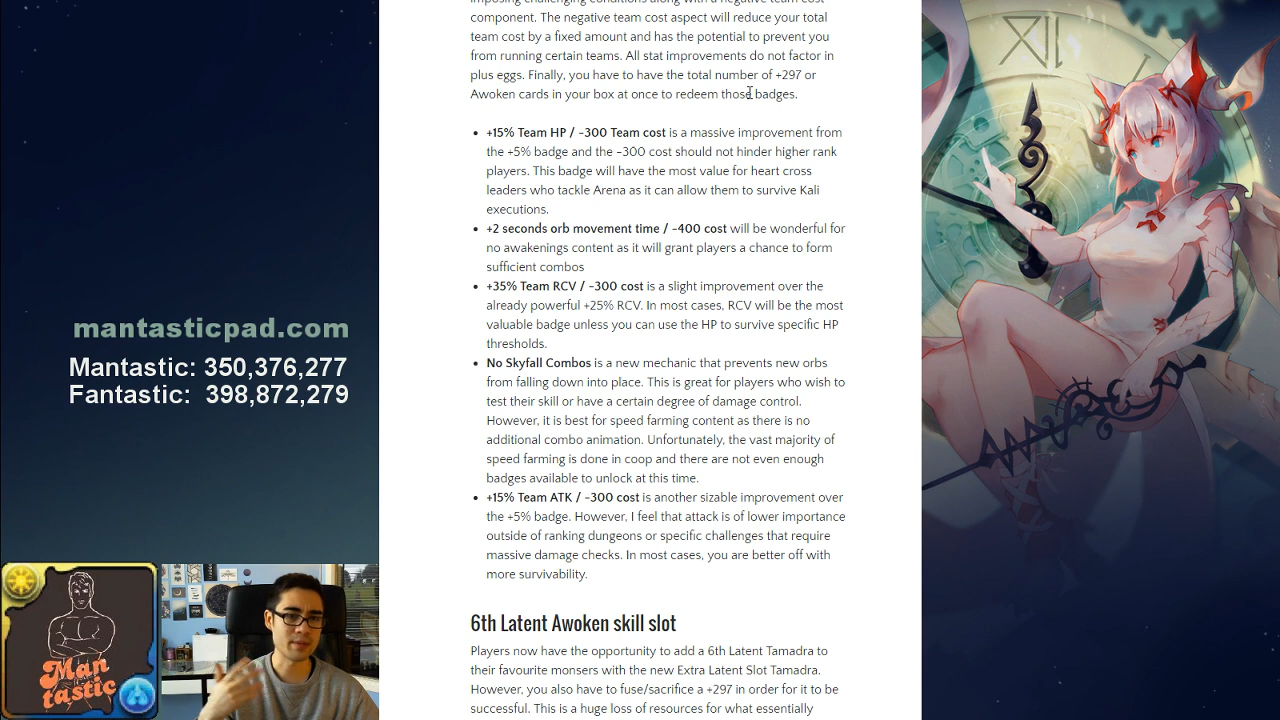 imposing challenging conditions along with a negative team cost
component. The negative team cost aspect will reduce your total
team cost by a fixed amount and has the potential to prevent you
from running certain teams. All stat improvements do not factor in
plus eggs. Finally, you have to have the total number of +297 or
Awoken cards in your box at once to redeem those badges.
+15% Team HP / -300 Team cost is a massive improvement from
the +5% badge and the -300 cost should not hinder higher rank
players. This badge will have the most value for heart cross
leaders who tackle Arena as it can allow them to survive Kali
executions.
+2 seconds orb movement time / -400 cost will be wonderful for
no awakenings content as it will grant players a chance to form
sufficient combos
+35% Team RCV / -300 cost is a slight improvement over the
already powerful +25% RCV. In most cases, RCV will be the most
valuable badge unless you can use the HP to survive specific HP
thresholds.
No Skyfall Combos is a new mechanic that prevents new orbs
from falling down into place. This is great for players who wish to
test their skill or have a certain degree of damage control.
However, it is best for speed farming content as there is no
additional combo animation. Unfortunately, the vast majority of
speed farming is done in coop and there are not even enough
badges available to unlock at this time.
+15% Team ATK / -300 cost is another sizable improvement over
the +5% badge. However, I feel that attack is of lower importance
outside of ranking dungeons or specific challenges that require
massive damage checks. In most cases, you are better off with
more survivability.
6th Latent Awoken skill slot
Players now have the opportunity to add a 6th Latent Tamadra to
their favourite monsers with the new Extra Latent Slot Tamadra.
However, you also have to fuse/sacrifice a +297 in order for it to be
successful. This is a huge loss of resources for what essentially
mantasticpad.com
Mantastic: 350,376,277
Fantastic: 398,872,279
Man
tastic
XII